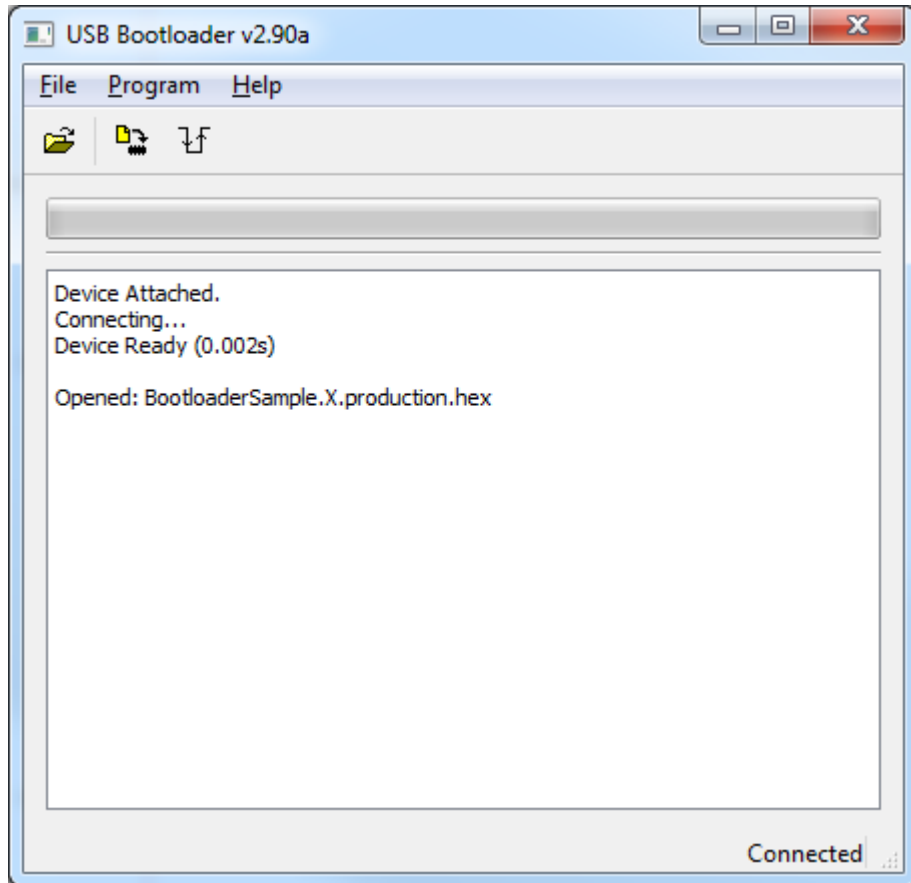 USB Bootloader v2.90a
File Program Help
Device Attached.
Connecting...
Device Ready (0.002s)
Opened: BootloaderSample.X.production.hex
Connected